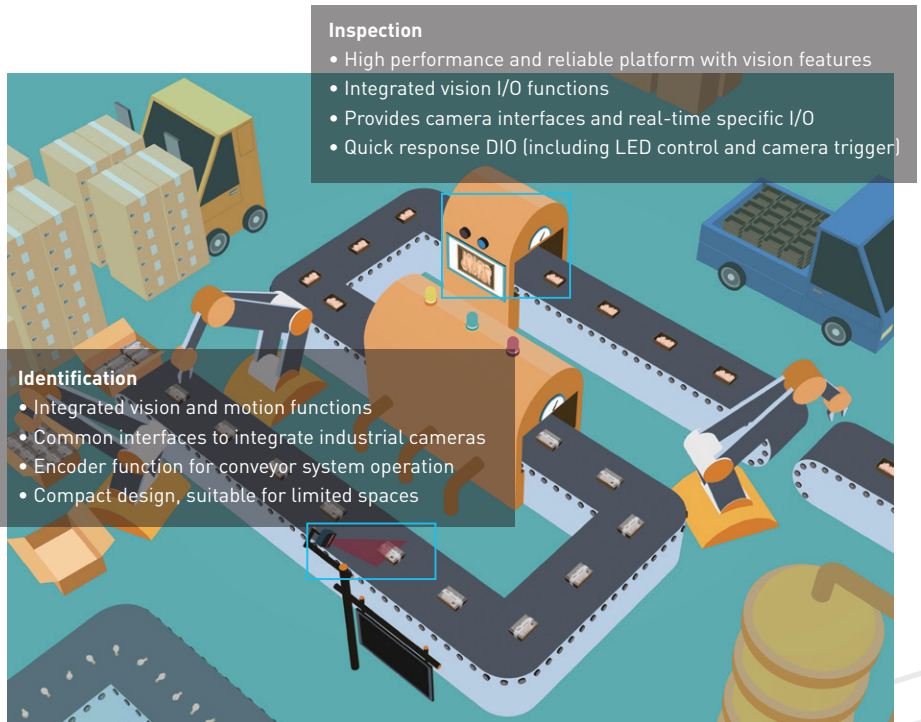 Inspection
• High performance and reliable platform with vision features
• Integrated vision I/O functions
• Provides camera interfaces and real-time specific I/O
• Quick response DIO (including LED control and camera trigger)
Identification
• Integrated vision and motion functions
• Common interfaces to integrate industrial cameras
• Encoder function for conveyor system operation
• Compact design, suitable for limited spaces